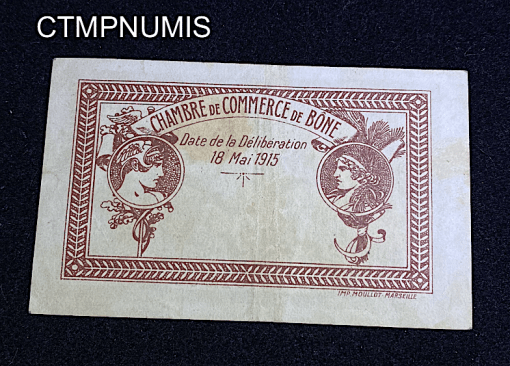 CTMPNUMIS
CHAMBRE DE COMMERCE DE BONE
Date de la Délibération
18 Mai 1915
IMP. MOULLOT - MARSEILLE